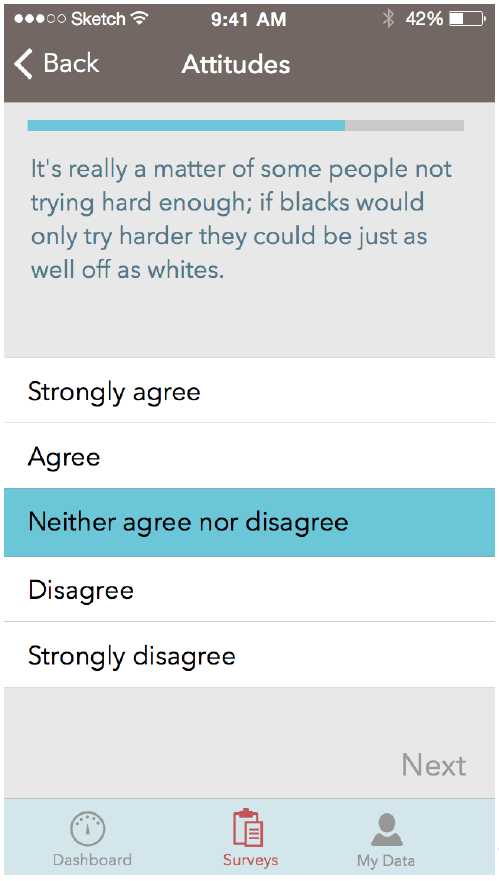 Sketch 9:41 AM 42%
Back Attitudes
It's really a matter of some people not
trying hard enough; if blacks would
only try harder they could be just as
well off as whites.
Strongly agree
Agree
Neither agree nor disagree
Disagree
Strongly disagree
Next
Dashboard Surveys My Data